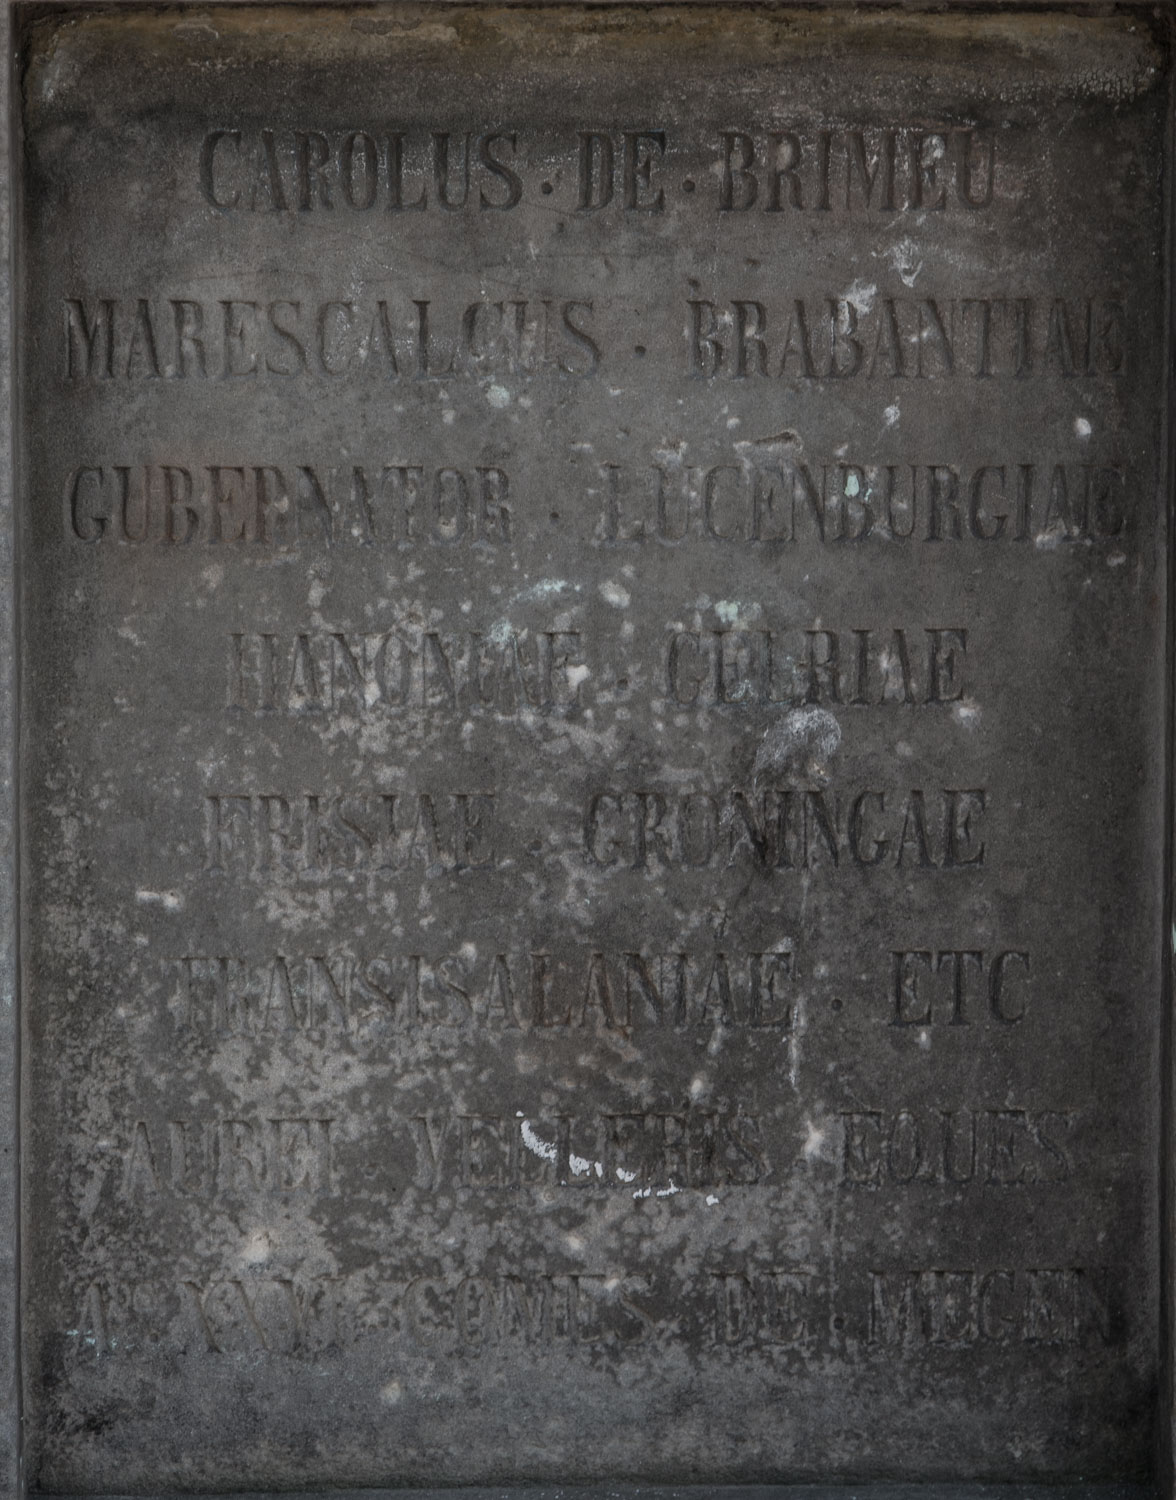 CAROLUS · DE · BRIMEU
MARESCALCUS · BRABANTIAE
GUBERNATOR · LUCENBURGIAE
HANONIAE · GELRIAE
FRISIAE · GRONINGAE
TRANSISALANIAE · ETC
AUREI VELLERIS EQUES
COMES DE MEGEN